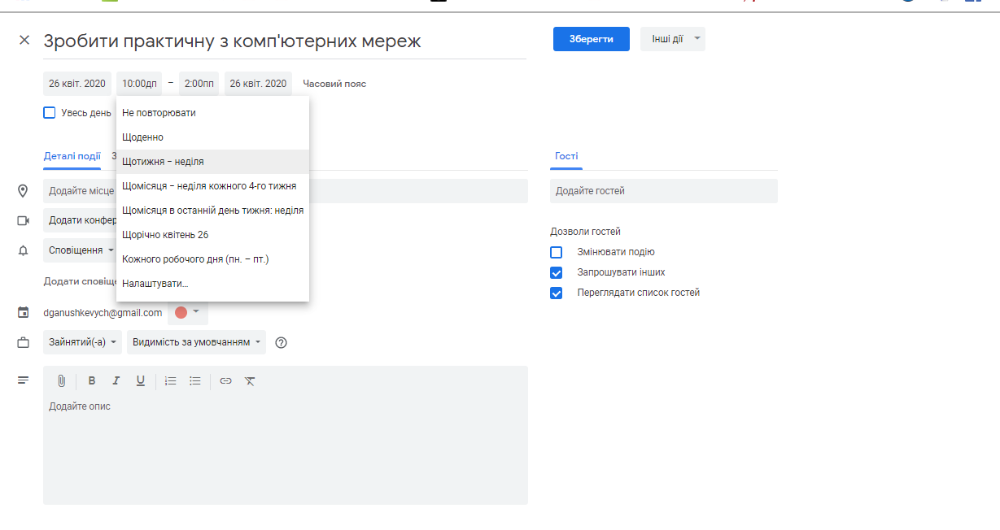 Зробити практичну з комп'ютерних мереж
Зберегти
Інші дії
26 квіт. 2020 10:00дп – 2:00пп 26 квіт. 2020 Часовий пояс
Увесь день
Не повторювати
Щоденно
Щотижня – неділя
Щомісяця – неділя кожного 4-го тижня
Щомісяця в останній день тижня: неділя
Щорічно квітень 26
Кожного робочого дня (пн. – пт.)
Налаштувати...
Деталі події З
Додайте місце
Додати конфер
Сповіщення
Додати сповіще
dganushkevych@gmail.com
Зайнятий(-а) Видимість за умовчанням
B I U
Додайте опис
Гості
Додайте гостей
Дозволи гостей
Змінювати подію
Запрошувати інших
Переглядати список гостей